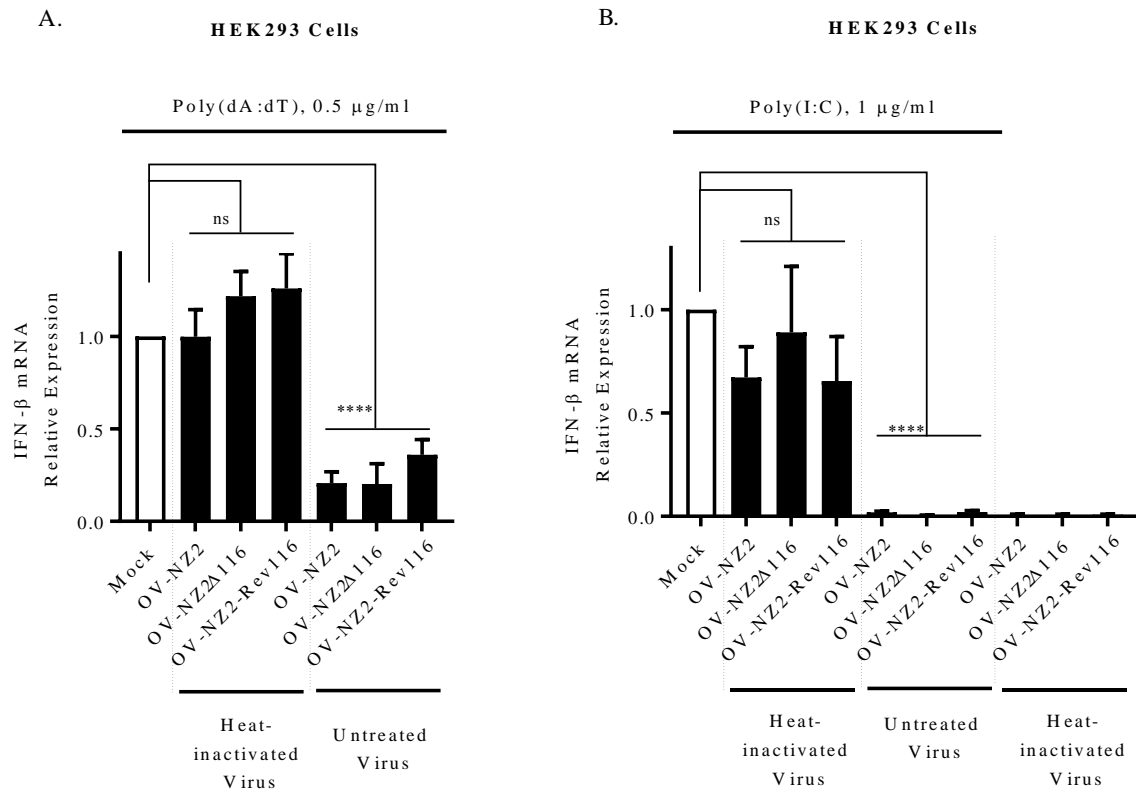 A.
HEK293 Cells
Poly(dA:dT), 0.5 µg/ml
ns
****
IFN-β mRNA
Relative Expression
1.0
0.5
0.0
Mock
OV-NZ2
OV-NZ2Δ116
OV-NZ2-Rev116
OV-NZ2
OV-NZ2Δ116
OV-NZ2-Rev116
Heat-
inactivated
Virus
Untreated
Virus
B.
HEK293 Cells
Poly(I:C), 1 µg/ml
ns
****
IFN-β mRNA
Relative Expression
1.0
0.5
0.0
Mock
OV-NZ2
OV-NZ2Δ116
OV-NZ2-Rev116
OV-NZ2
OV-NZ2Δ116
OV-NZ2-Rev116
OV-NZ2
OV-NZ2Δ116
OV-NZ2-Rev116
Heat-
inactivated
Virus
Untreated
Virus
Heat-
inactivated
Virus